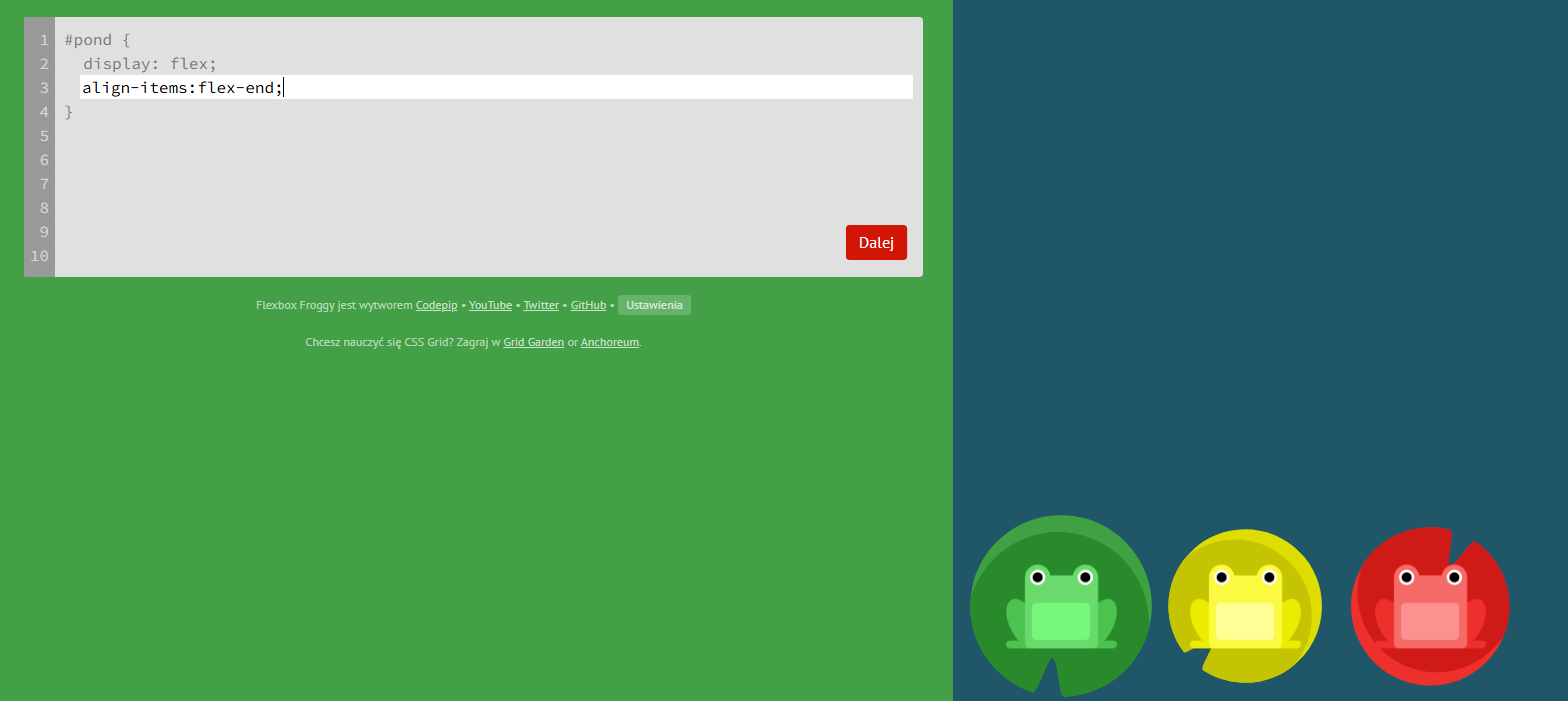 1 #pond {
2 display: flex;
3 align-items:flex-end;
4 }
5
6
7
8
9
10
Dalej
Flexbox Froggy jest wytworem Codepip • YouTube • Twitter • GitHub • Ustawienia
Chcesz nauczyć się CSS Grid? Zagraj w Grid Garden or Anchoreum.